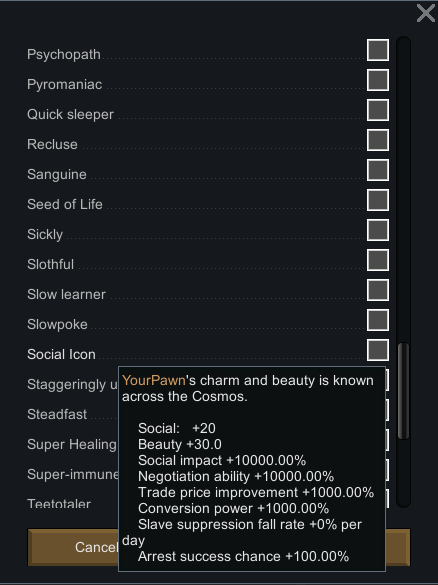 Psychopath
Pyromaniac
Quick sleeper
Recluse
Sanguine
Seed of Life
Sickly
Slothful
Slow learner
Slowpoke
Social Icon
Staggeringly u
Steadfast
Super Healing
Super-immune
Teetotaler
YourPawn's charm and beauty is known
across the Cosmos.
Social: +20
Beauty +30.0
Social impact +10000.00%
Negotiation ability +10000.00%
Trade price improvement +1000.00%
Conversion power +1000.00%
Slave suppression fall rate +0% per
day
Arrest success chance +100.00%
Cancel